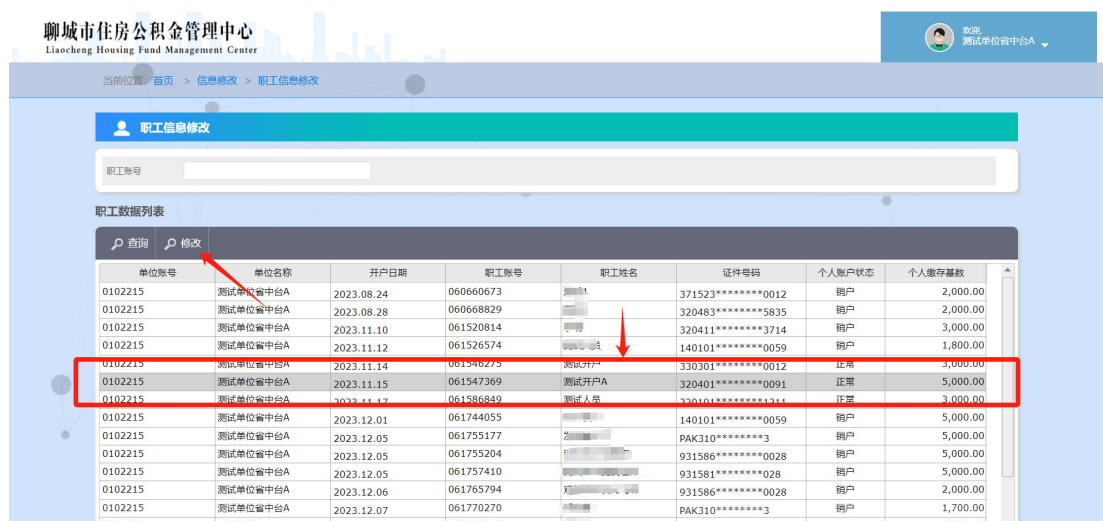 聊城市住房公积金管理中心
Liaocheng Housing Fund Management Center
欢迎,
测试单位省中台A
当前位置: 首页 > 信息修改 > 职工信息修改
职工信息修改
职工账号
职工数据列表
查询 修改
单位账号 单位名称 开户日期 职工账号 职工姓名 证件号码 个人账户状态 个人缴存基数
0102215 测试单位省中台A 2023.08.24 060660673 371523********0012 销户 2,000.00
0102215 测试单位省中台A 2023.08.28 060668829 320483********5835 销户 2,000.00
0102215 测试单位省中台A 2023.11.10 061520814 320411********3714 销户 3,000.00
0102215 测试单位省中台A 2023.11.12 061526574 140101********0059 销户 1,800.00
0102215 测试单位省中台A 2023.11.14 061546275 测试开户 330301********0012 正常 3,000.00
0102215 测试单位省中台A 2023.11.15 061547369 测试开户A 320401********0091 正常 5,000.00
0102215 测试单位省中台A 2023.11.17 061586849 测试人员 220101********1211 正常 3,000.00
0102215 测试单位省中台A 2023.12.01 061744055 140101********0059 销户 5,000.00
0102215 测试单位省中台A 2023.12.05 061755177 PAK310********3 销户 5,000.00
0102215 测试单位省中台A 2023.12.05 061755204 931586********0028 销户 5,000.00
0102215 测试单位省中台A 2023.12.05 061757410 931581********028 销户 5,000.00
0102215 测试单位省中台A 2023.12.06 061765794 931586********0028 销户 2,000.00
0102215 测试单位省中台A 2023.12.07 061770270 PAK310********3 销户 1,700.00